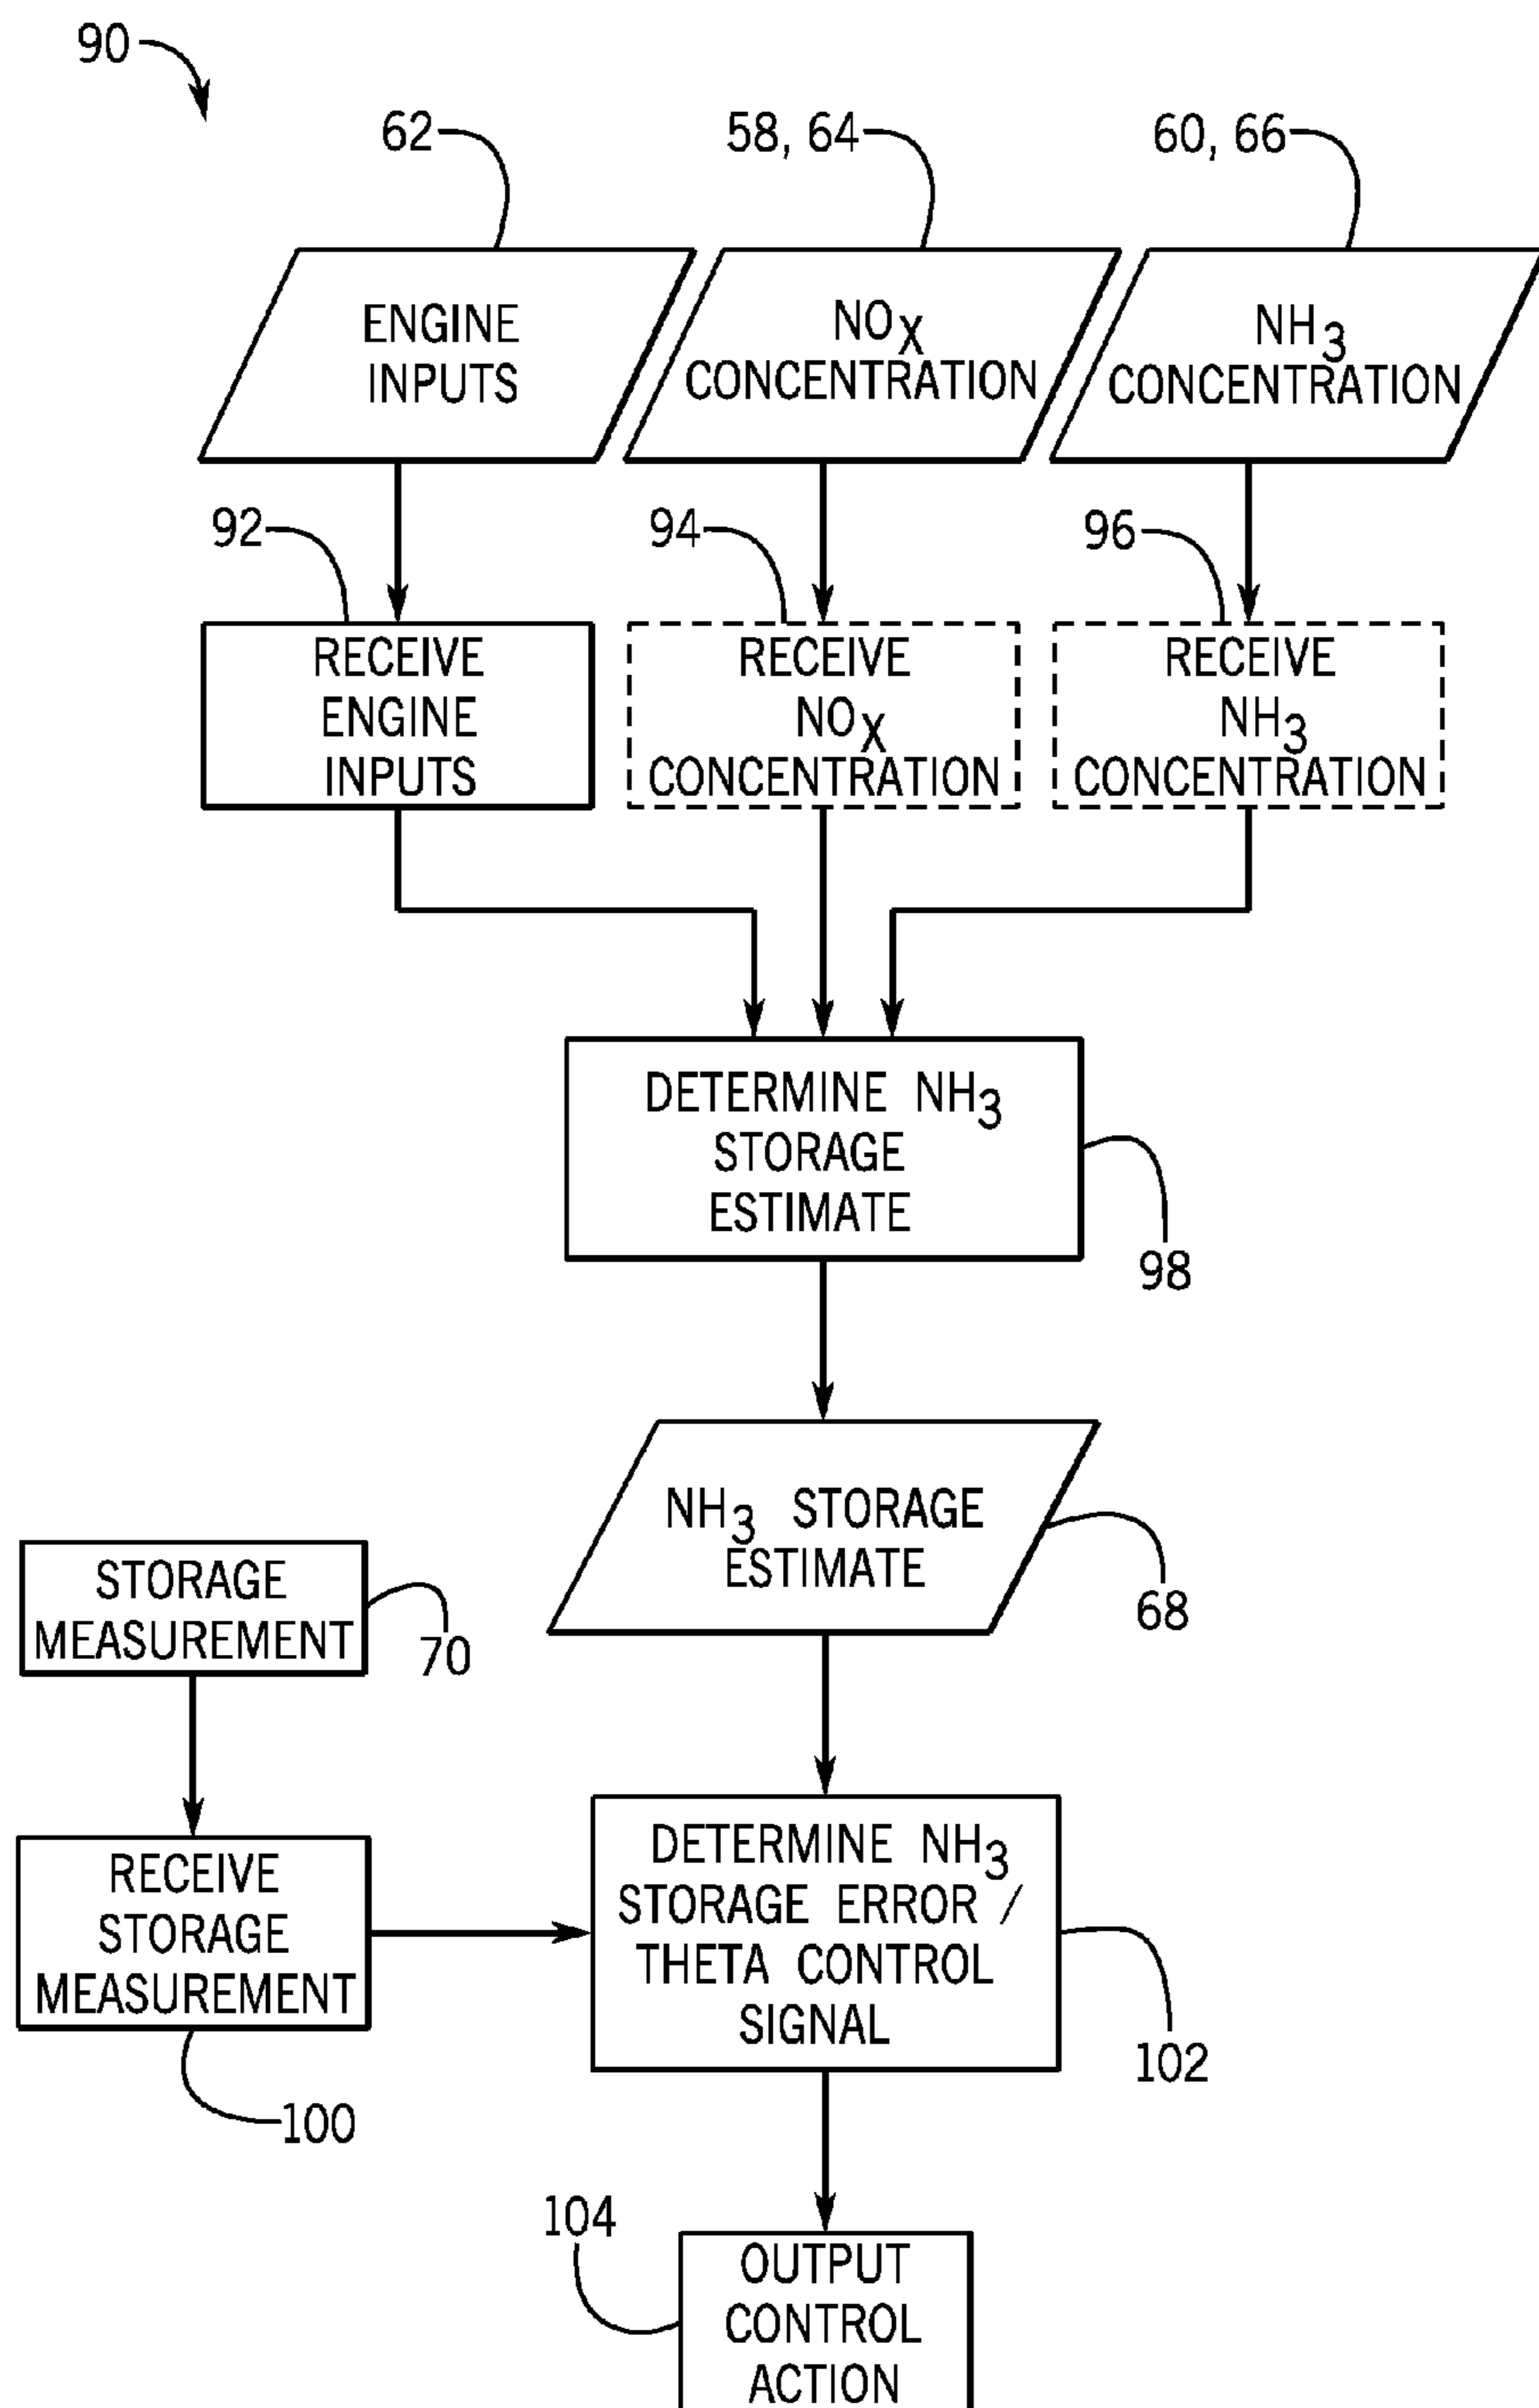 90
62
58, 64
60, 66
ENGINE
INPUTS
NOX
CONCENTRATION
NH3
CONCENTRATION
92
94
96
RECEIVE
ENGINE
INPUTS
RECEIVE
NOX
CONCENTRATION
RECEIVE
NH3
CONCENTRATION
DETERMINE NH3
STORAGE
ESTIMATE
98
NH3 STORAGE
ESTIMATE
68
STORAGE
MEASUREMENT
70
RECEIVE
STORAGE
MEASUREMENT
100
DETERMINE NH3
STORAGE ERROR /
THETA CONTROL
SIGNAL
102
104
OUTPUT
CONTROL
ACTION